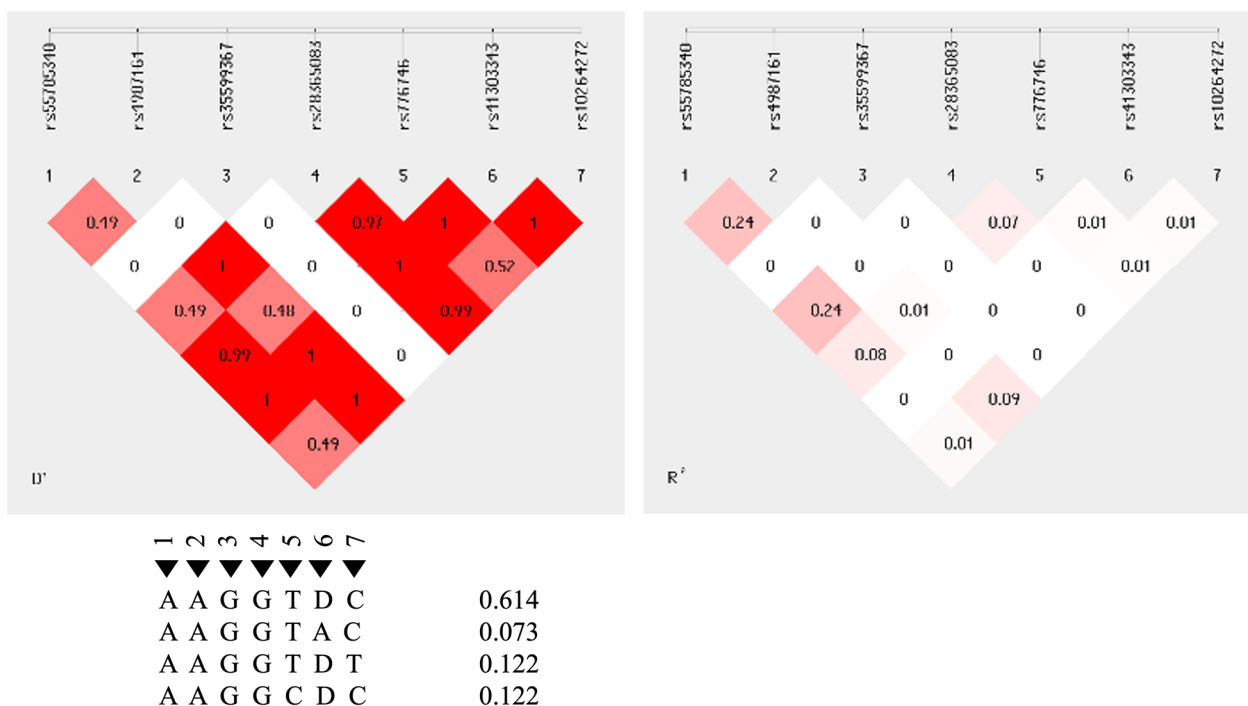 rs55785340 rs4987161 rs35599367 rs28365083 rs776746 rs41303343 rs10264272
1 2 3 4 5 6 7
0.49 0 0 0.97 1 1
0 1 0 1 0.52
0.49 0.48 0 0.99
0.99 1 0
1 1
0.49
D'
rs55785340 rs4987161 rs35599367 rs28365083 rs776746 rs41303343 rs10264272
1 2 3 4 5 6 7
0.24 0 0 0.07 0.01 0.01
0 0 0 0 0.01
0.24 0.01 0 0
0.08 0 0
0 0.09
0.01
R²
1 2 3 4 5 6 7
A A G G T D C 0.614
A A G G T A C 0.073
A A G G T D T 0.122
A A G G C D C 0.122